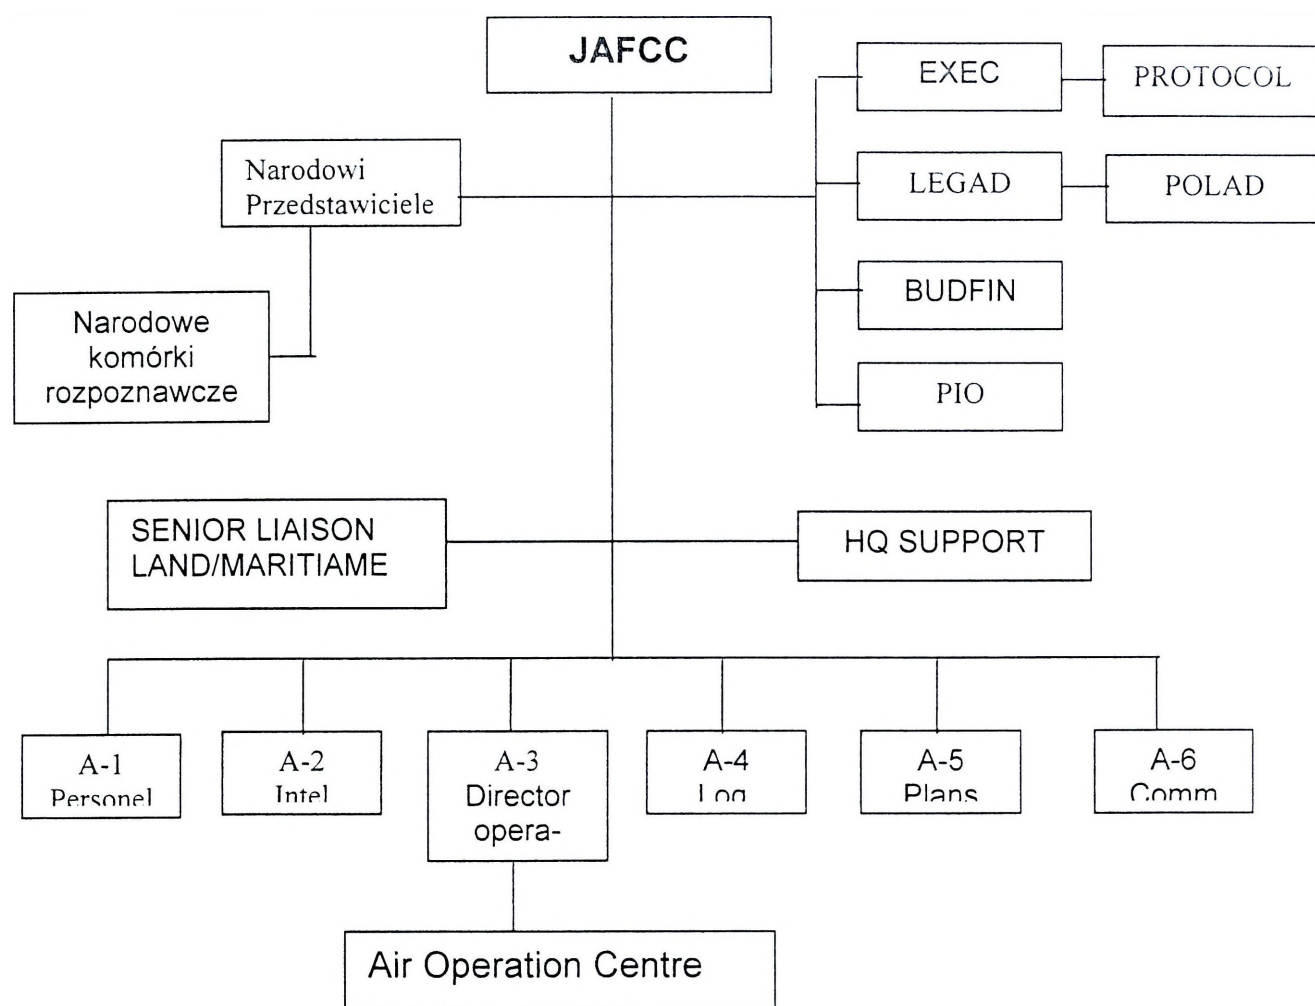 JAFCC
EXEC
PROTOCOL
Narodowi
Przedstawiciele
LEGAD
POLAD
BUDFIN
Narodowe
komórki
rozpoznawcze
PIO
SENIOR LIAISON
LAND/MARITIAME
HQ SUPPORT
A-1
Personel
A-2
Intel
A-3
Director
opera-
A-4
Log
A-5
Plans
A-6
Comm
Air Operation Centre